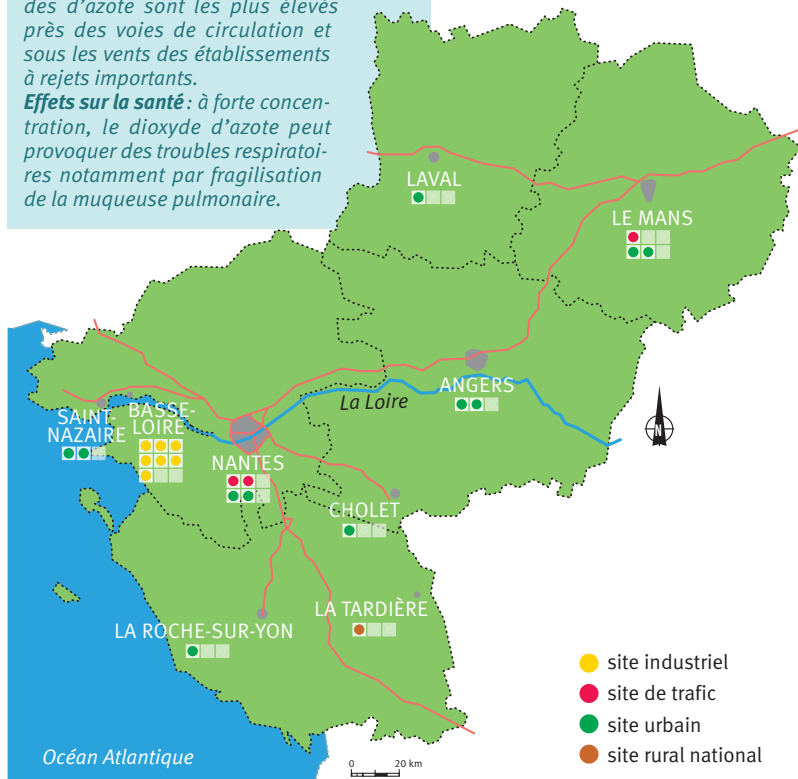 des d'azote sont les plus élevés
près des voies de circulation et
sous les vents des établissements
à rejets importants.
Effets sur la santé : à forte concen-
tration, le dioxyde d'azote peut
provoquer des troubles respiratoi-
res notamment par fragilisation
de la muqueuse pulmonaire.
LAVAL
LE MANS
ANGERS
La Loire
SAINT-
NAZAIRE
BASSE-
LOIRE
NANTES
N
CHOLET
LA TARDIÈRE
LA ROCHE-SUR-YON
site industriel
site de trafic
site urbain
site rural national
Océan Atlantique
0 20 km